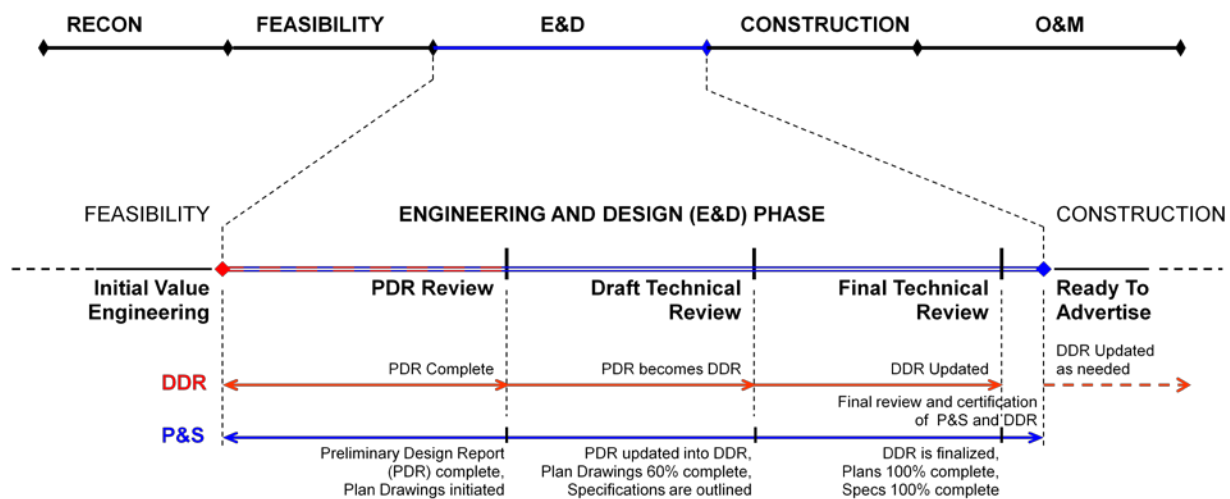 RECON FEASIBILITY E&D CONSTRUCTION O&M
FEASIBILITY ENGINEERING AND DESIGN (E&D) PHASE CONSTRUCTION
Initial Value
Engineering
PDR Review
Draft Technical
Review
Final Technical
Review
Ready To
Advertise
DDR
PDR Complete
PDR becomes DDR
DDR Updated
DDR Updated
as needed
Final review and certification
of P&S and DDR
P&S
Preliminary Design Report
(PDR) complete,
Plan Drawings initiated
PDR updated into DDR,
Plan Drawings 60% complete,
Specifications are outlined
DDR is finalized,
Plans 100% complete,
Specs 100% complete